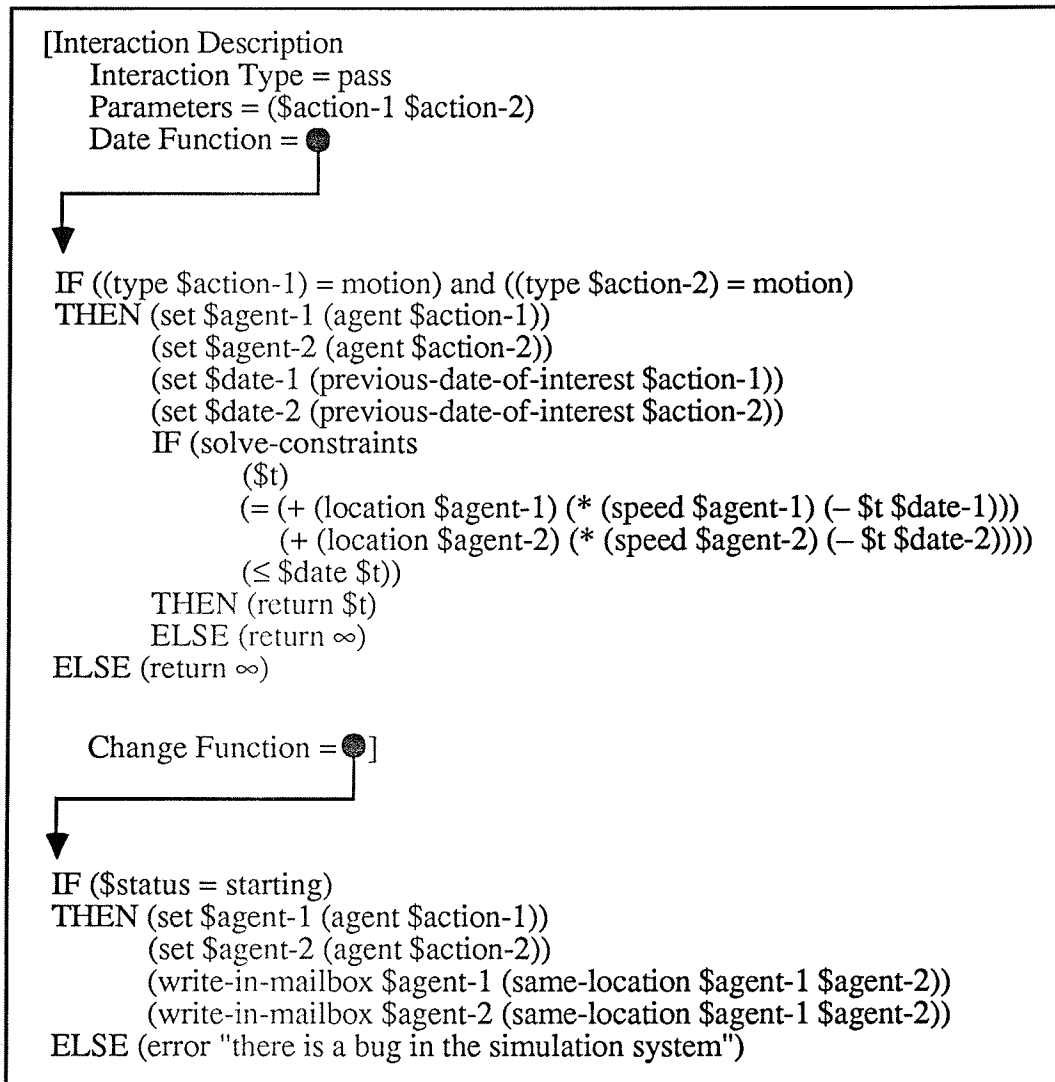 [Interaction Description
Interaction Type = pass
Parameters = ($action-1 $action-2)
Date Function =
IF ((type $action-1) = motion) and ((type $action-2) = motion)
THEN (set $agent-1 (agent $action-1))
(set $agent-2 (agent $action-2))
(set $date-1 (previous-date-of-interest $action-1))
(set $date-2 (previous-date-of-interest $action-2))
IF (solve-constraints
($t)
(= (+ (location $agent-1) (* (speed $agent-1) (– $t $date-1)))
(+ (location $agent-2) (* (speed $agent-2) (– $t $date-2))))
(≤ $date $t))
THEN (return $t)
ELSE (return ∞)
ELSE (return ∞)
Change Function = ]
IF ($status = starting)
THEN (set $agent-1 (agent $action-1))
(set $agent-2 (agent $action-2))
(write-in-mailbox $agent-1 (same-location $agent-1 $agent-2))
(write-in-mailbox $agent-2 (same-location $agent-1 $agent-2))
ELSE (error "there is a bug in the simulation system")